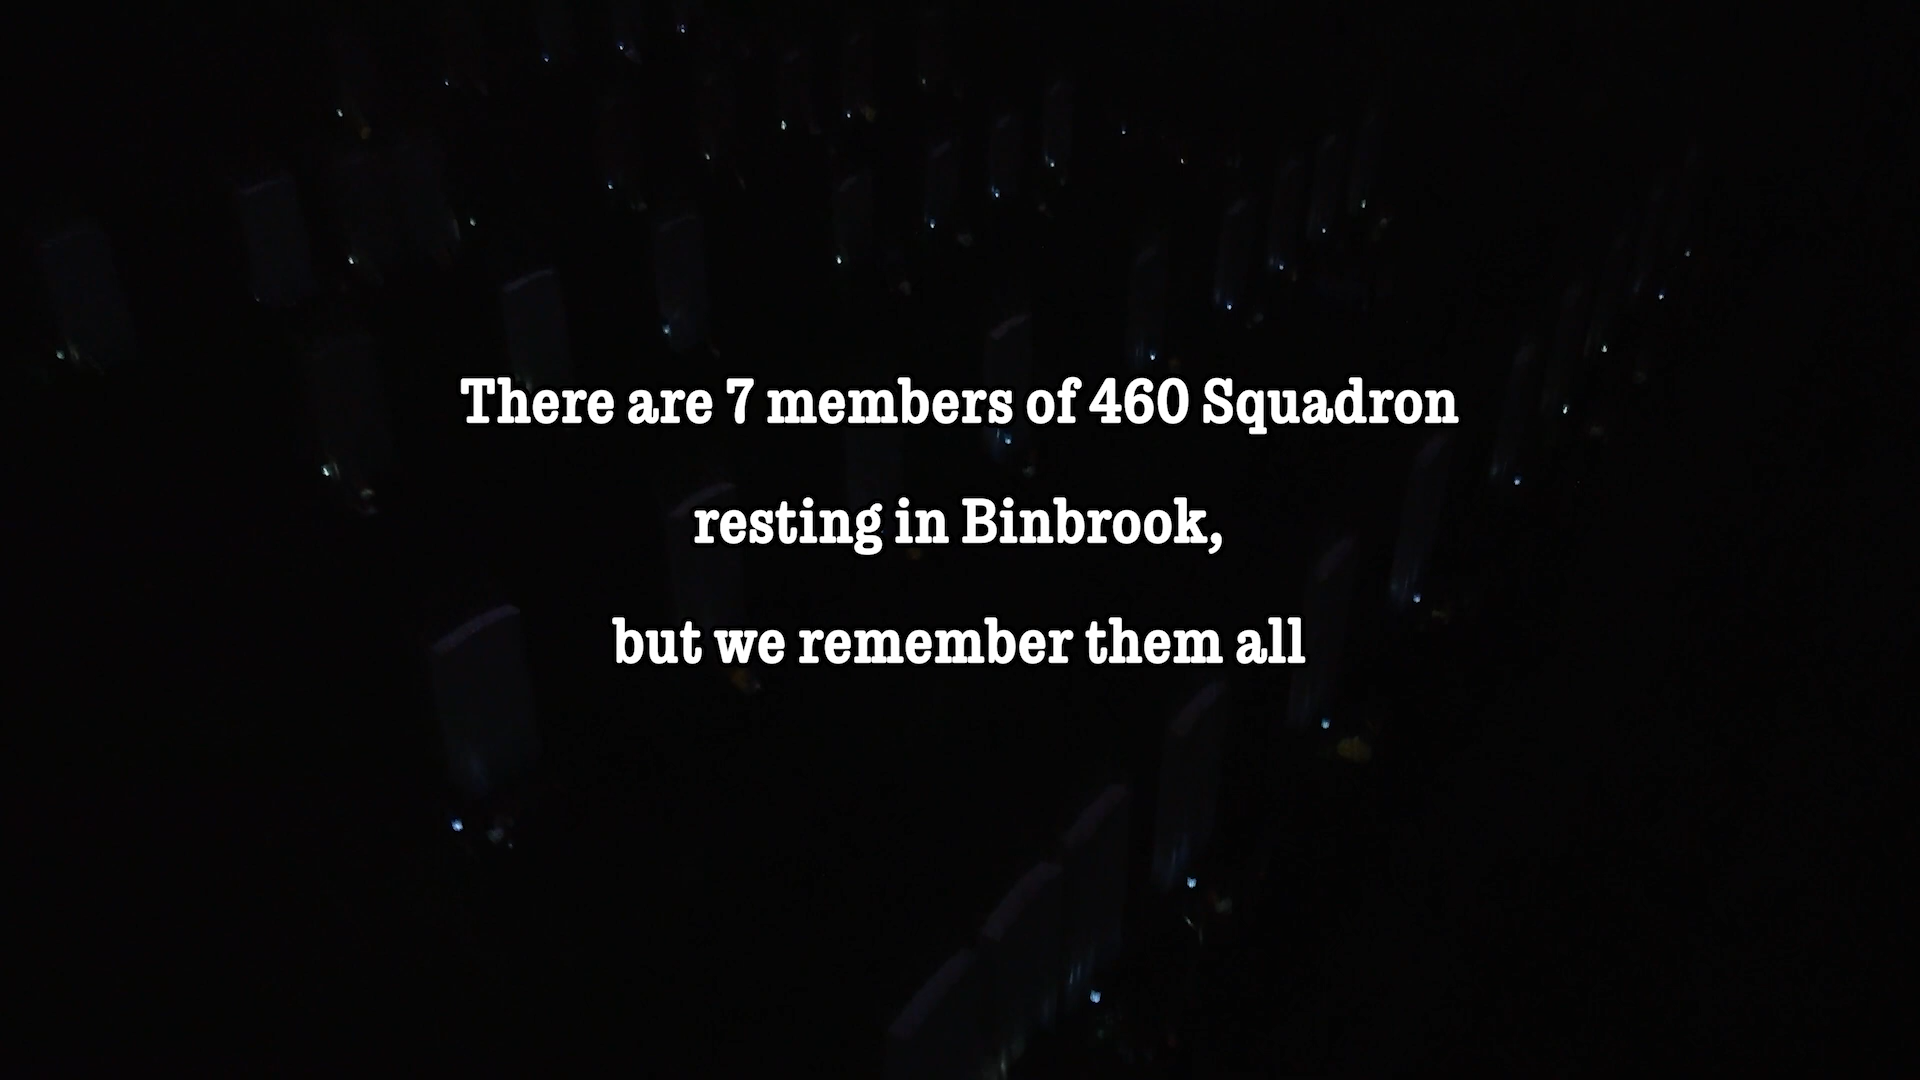 There are 7 members of 460 Squadron
resting in Binbrook,
but we remember them all